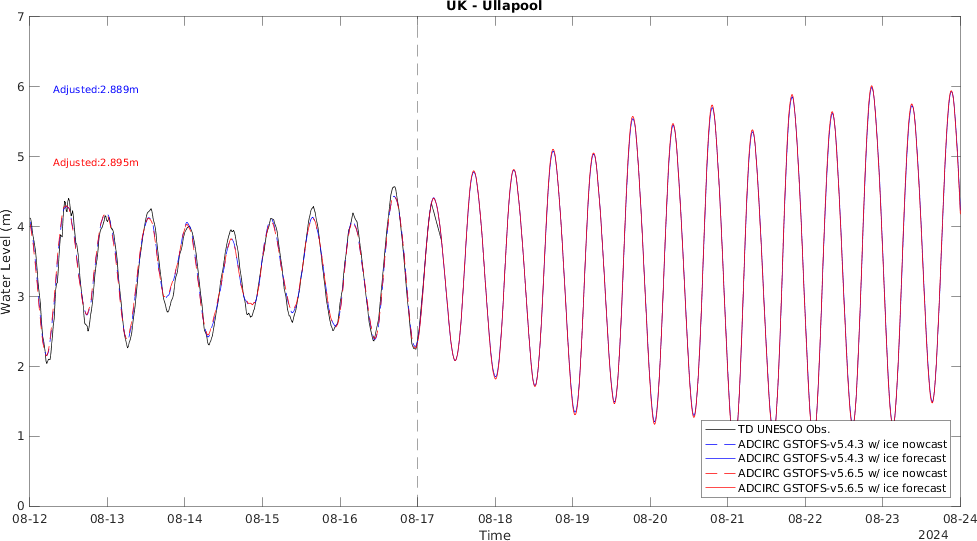 UK - Ullapool
7
6
5
4
3
2
1
0
Water Level (m)
Adjusted:2.889m
Adjusted:2.895m
TD UNESCO Obs.
ADCIRC GSTOFS-v5.4.3 w/ ice nowcast
ADCIRC GSTOFS-v5.4.3 w/ ice forecast
ADCIRC GSTOFS-v5.6.5 w/ ice nowcast
ADCIRC GSTOFS-v5.6.5 w/ ice forecast
08-12 08-13 08-14 08-15 08-16 08-17 08-18 08-19 08-20 08-21 08-22 08-23 08-24
Time
2024